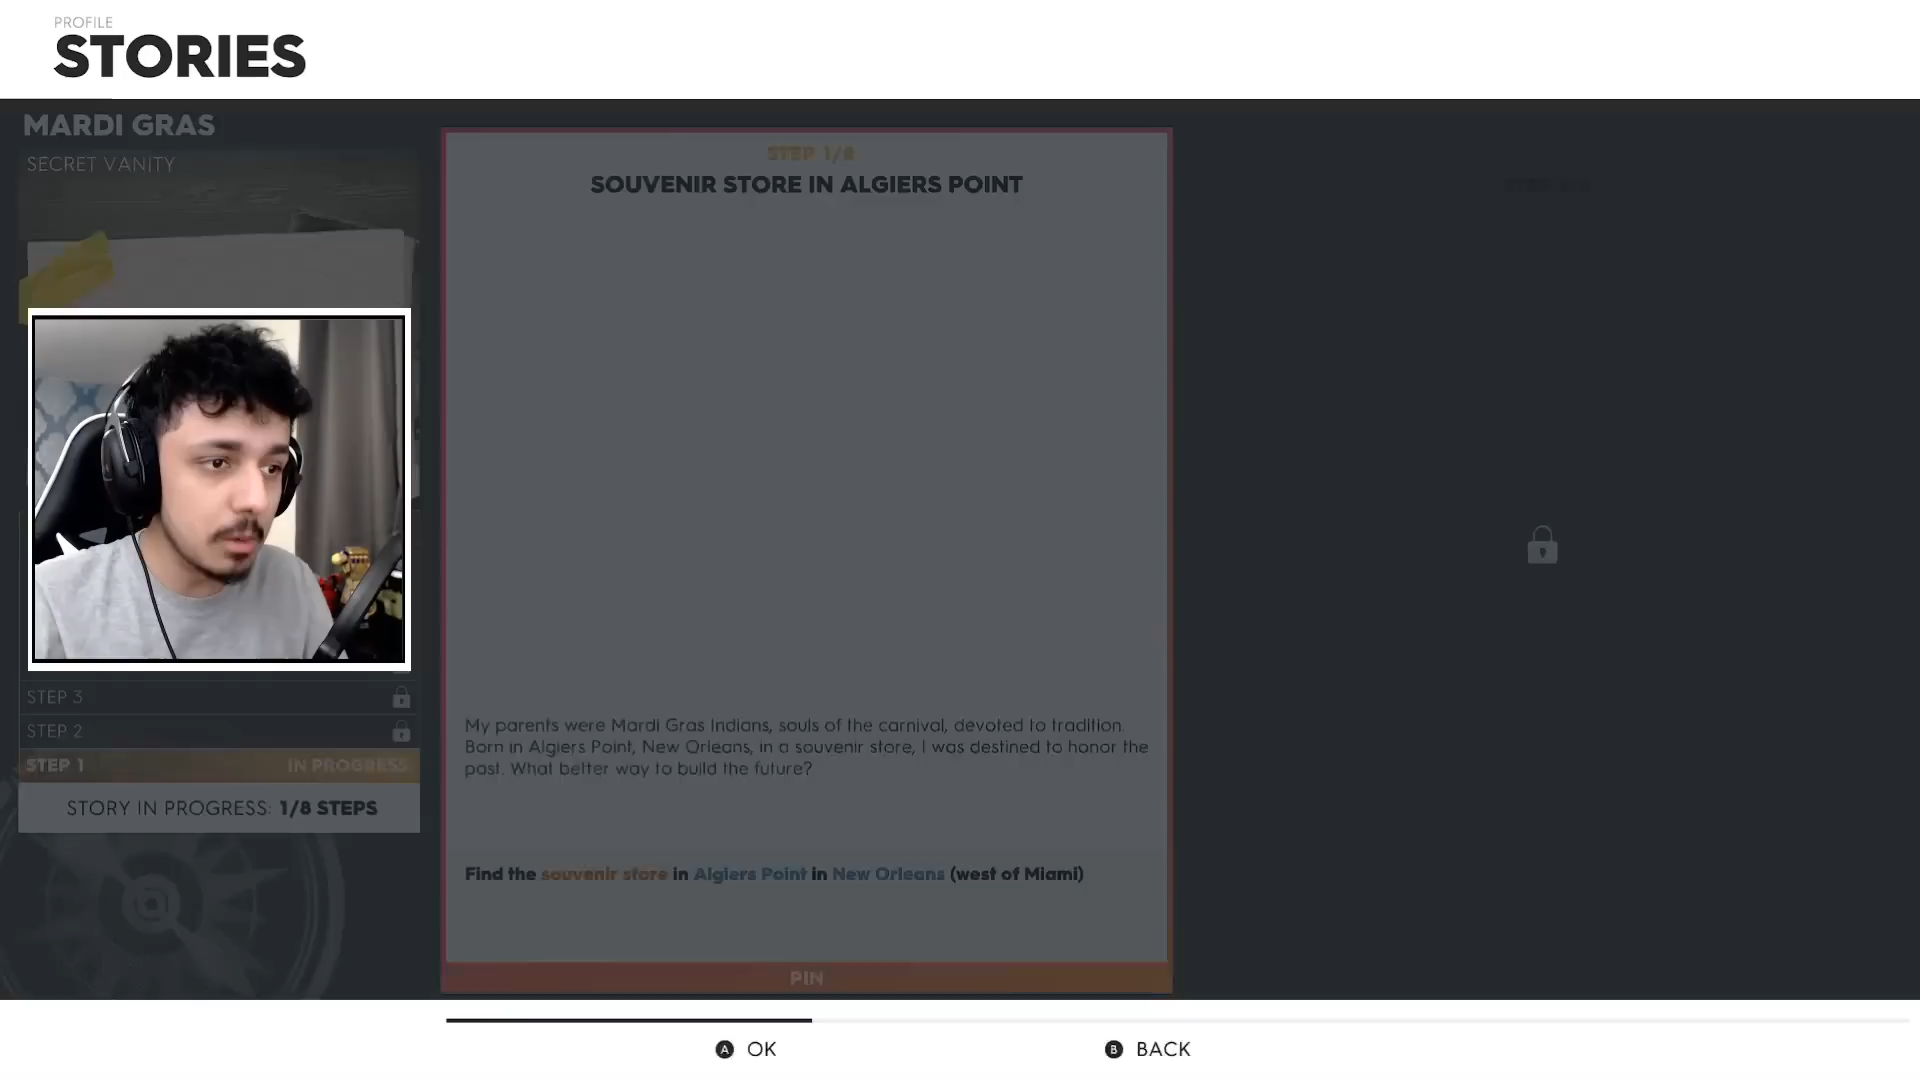 PROFILE
STORIES
MARDI GRAS
SECRET VANITY
STEP 3
STEP 2
STEP 1 IN PROGRESS
STORY IN PROGRESS: 1/8 STEPS
STEP 1/8
SOUVENIR STORE IN ALGIERS POINT
My parents were Mardi Gras Indians, souls of the carnival, devoted to tradition.
Born in Algiers Point, New Orleans, in a souvenir store, I was destined to honor the
past. What better way to build the future?
Find the souvenir store in Algiers Point in New Orleans (west of Miami)
PIN
A OK
B BACK